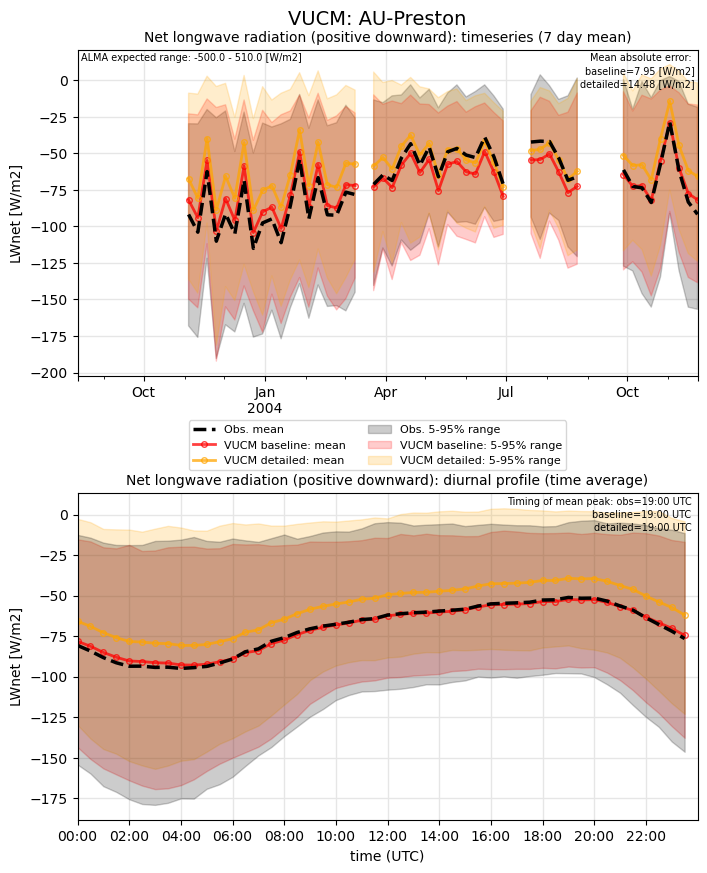 VUCM: AU-Preston
Net longwave radiation (positive downward): timeseries (7 day mean)
ALMA expected range: -500.0 - 510.0 [W/m2]
Mean absolute error:
baseline=7.95 [W/m2]
detailed=14.48 [W/m2]
LWnet [W/m2]
0
−25
−50
−75
−100
−125
−150
−175
−200
Oct
Jan
2004
Apr
Jul
Oct
Obs. mean
VUCM baseline: mean
VUCM detailed: mean
Obs. 5-95% range
VUCM baseline: 5-95% range
VUCM detailed: 5-95% range
Net longwave radiation (positive downward): diurnal profile (time average)
Timing of mean peak: obs=19:00 UTC
baseline=19:00 UTC
detailed=19:00 UTC
LWnet [W/m2]
0
−25
−50
−75
−100
−125
−150
−175
00:00 02:00 04:00 06:00 08:00 10:00 12:00 14:00 16:00 18:00 20:00 22:00
time (UTC)